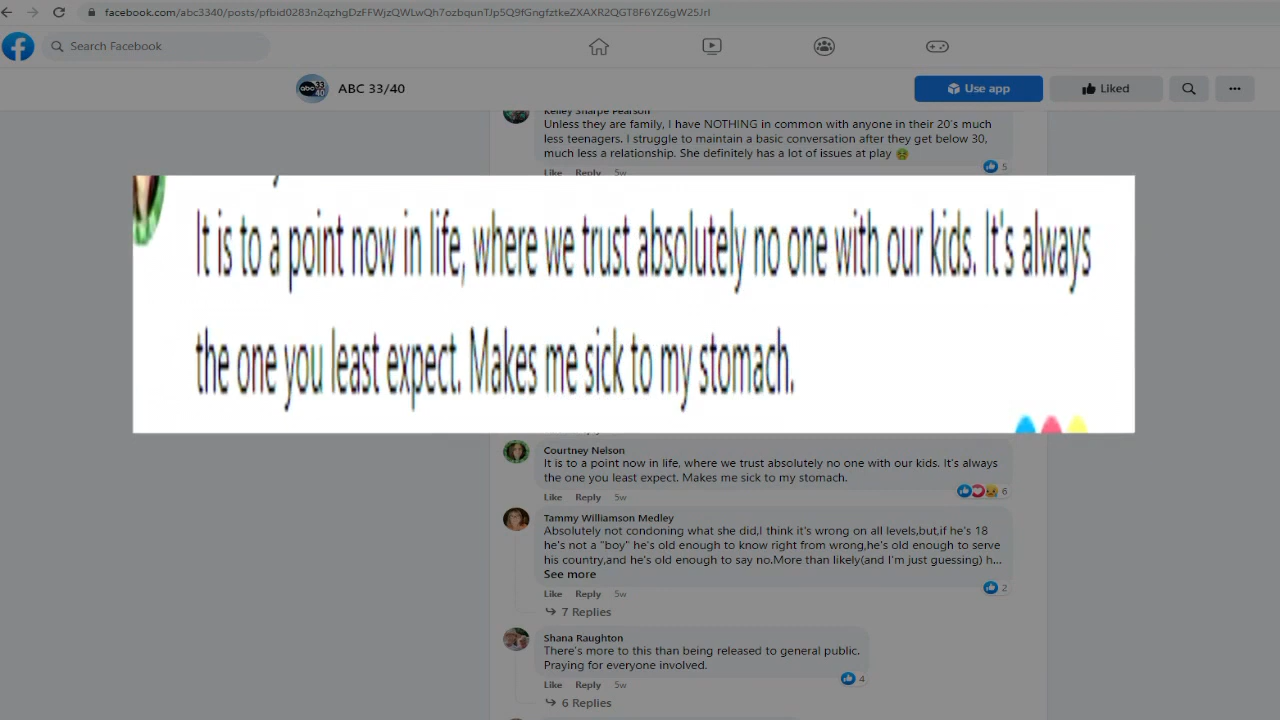 facebook.com/abc3340/posts/pfbid0283n2qzhgDzFFWjzQWLwQh7ozbqunTJp5Q9fGngfztkeZXAXR2QGT8F6YZ6gW25Jrl
Search Facebook
abc 33 40
ABC 33/40
Use app
Liked
Kelley Sharpe Pearson
Unless they are family, I have NOTHING in common with anyone in their 20's much
less teenagers. I struggle to maintain a basic conversation after they get below 30,
much less a relationship. She definitely has a lot of issues at play
5
Like Reply 5w
It is to a point now in life, where we trust absolutely no one with our kids. It's always
the one you least expect. Makes me sick to my stomach.
Courtney Nelson
It is to a point now in life, where we trust absolutely no one with our kids. It's always
the one you least expect. Makes me sick to my stomach.
6
Like Reply 5w
Tammy Williamson Medley
Absolutely not condoning what she did,I think it's wrong on all levels,but,if he's 18
he's not a "boy" he's old enough to know right from wrong,he's old enough to serve
his country,and he's old enough to say no.More than likely(and I'm just guessing) h...
See more
2
Like Reply 5w
7 Replies
Shana Raughton
There's more to this than being released to general public.
Praying for everyone involved.
4
Like Reply 5w
6 Replies